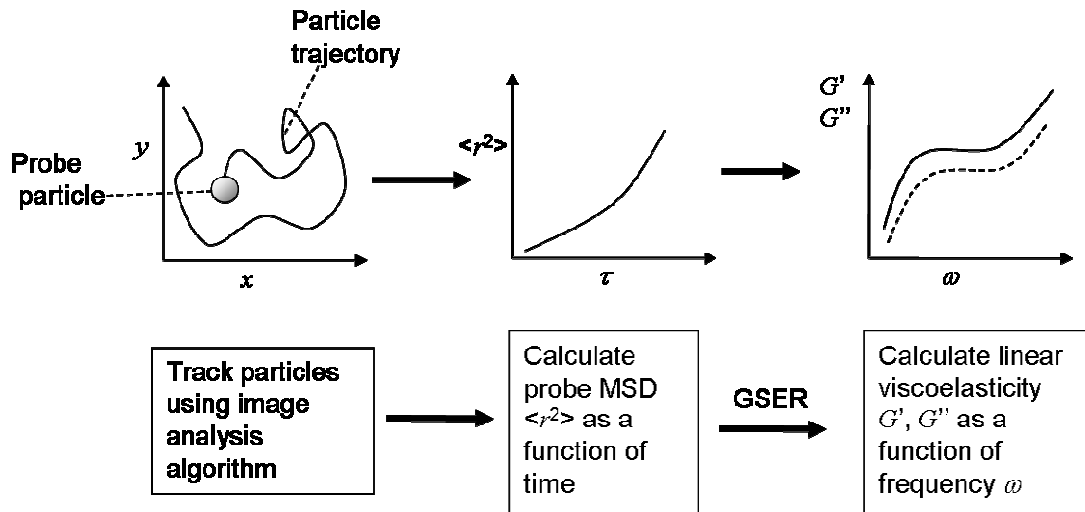 Particle
trajectory
y
Probe
particle
x
<r²>
τ
G'
G''
ω
Track particles
using image
analysis
algorithm
Calculate
probe MSD
<r²> as a
function of
time
GSER
Calculate linear
viscoelasticity
G', G'' as a
function of
frequency ω